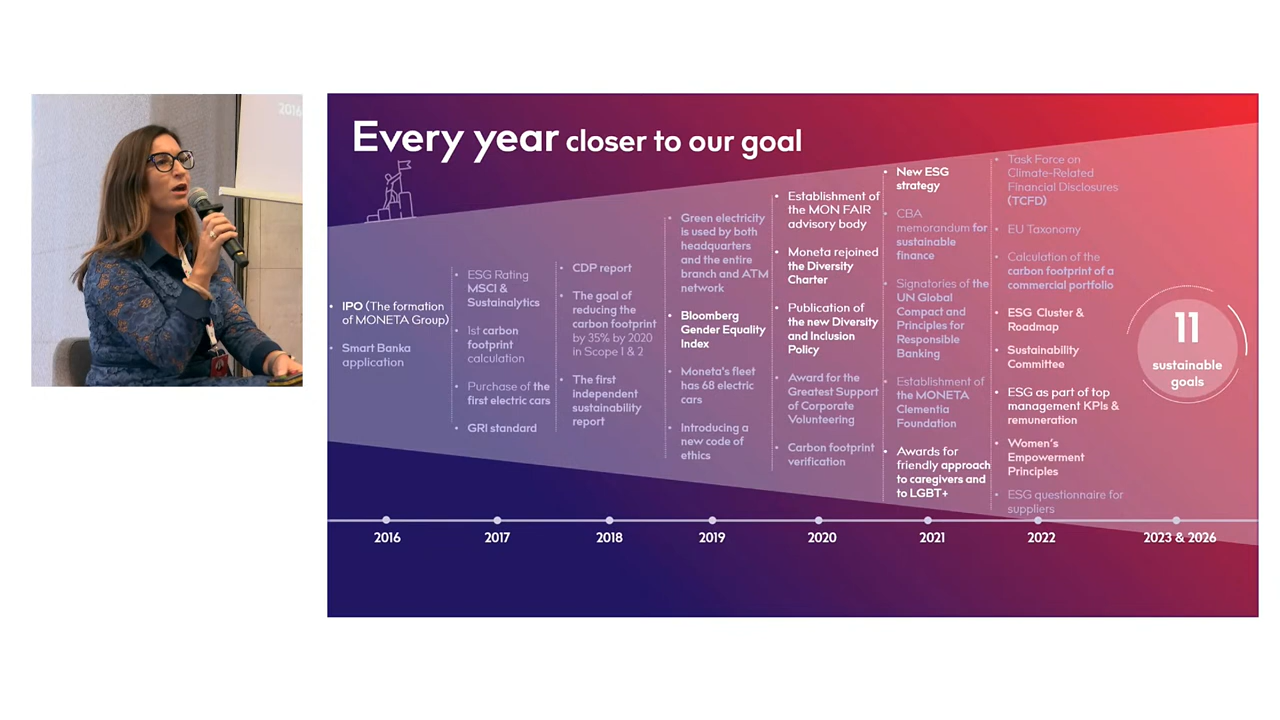 2016
Every year closer to our goal
IPO (The formation
of MONETA Group)
Smart Banka
application
ESG Rating
MSCI &
Sustainalytics
1st carbon
footprint
calculation
Purchase of the
first electric cars
GRI standard
CDP report
The goal of
reducing the
carbon footprint
by 35% by 2020
in Scope 1 & 2
The first
independent
sustainability
report
Green electricity
is used by both
headquarters
and the entire
branch and ATM
network
Bloomberg
Gender Equality
Index
Moneta's fleet
has 68 electric
cars
Introducing a
new code of
ethics
Establishment of
the MON FAIR
advisory body
Moneta rejoined
the Diversity
Charter
Publication of
the new Diversity
and Inclusion
Policy
Award for the
Greatest Support
of Corporate
Volunteering
Carbon footprint
verification
New ESG
strategy
CBA
memorandum for
sustainable
finance
Signatories of the
UN Global
Compact and
Principles for
Responsible
Banking
Establishment of
the MONETA
Clementia
Foundation
Awards for
friendly approach
to caregivers and
to LGBT+
Task Force on
Climate-Related
Financial Disclosures
(TCFD)
EU Taxonomy
Calculation of the
carbon footprint of a
commercial portfolio
ESG Cluster &
Roadmap
Sustainability
Committee
ESG as part of top
management KPIs &
remuneration
Women's
Empowerment
Principles
ESG questionnaire for
suppliers
11
sustainable
goals
2016 2017 2018 2019 2020 2021 2022 2023 & 2026